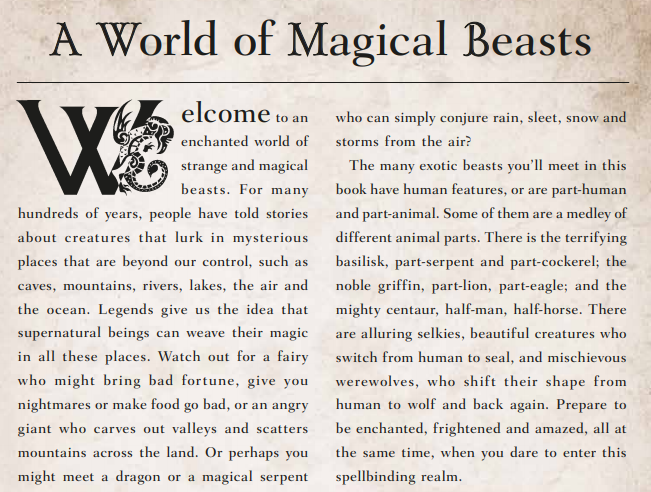 A World of Magical Beasts
Welcome to an
enchanted world of
strange and magical
beasts. For many
hundreds of years, people have told stories
about creatures that lurk in mysterious
places that are beyond our control, such as
caves, mountains, rivers, lakes, the air and
the ocean. Legends give us the idea that
supernatural beings can weave their magic
in all these places. Watch out for a fairy
who might bring bad fortune, give you
nightmares or make food go bad, or an angry
giant who carves out valleys and scatters
mountains across the land. Or perhaps you
might meet a dragon or a magical serpent
who can simply conjure rain, sleet, snow and
storms from the air?
The many exotic beasts you'll meet in this
book have human features, or are part-human
and part-animal. Some of them are a medley of
different animal parts. There is the terrifying
basilisk, part-serpent and part-cockerel; the
noble griffin, part-lion, part-eagle; and the
mighty centaur, half-man, half-horse. There
are alluring selkies, beautiful creatures who
switch from human to seal, and mischievous
werewolves, who shift their shape from
human to wolf and back again. Prepare to
be enchanted, frightened and amazed, all at
the same time, when you dare to enter this
spellbinding realm.